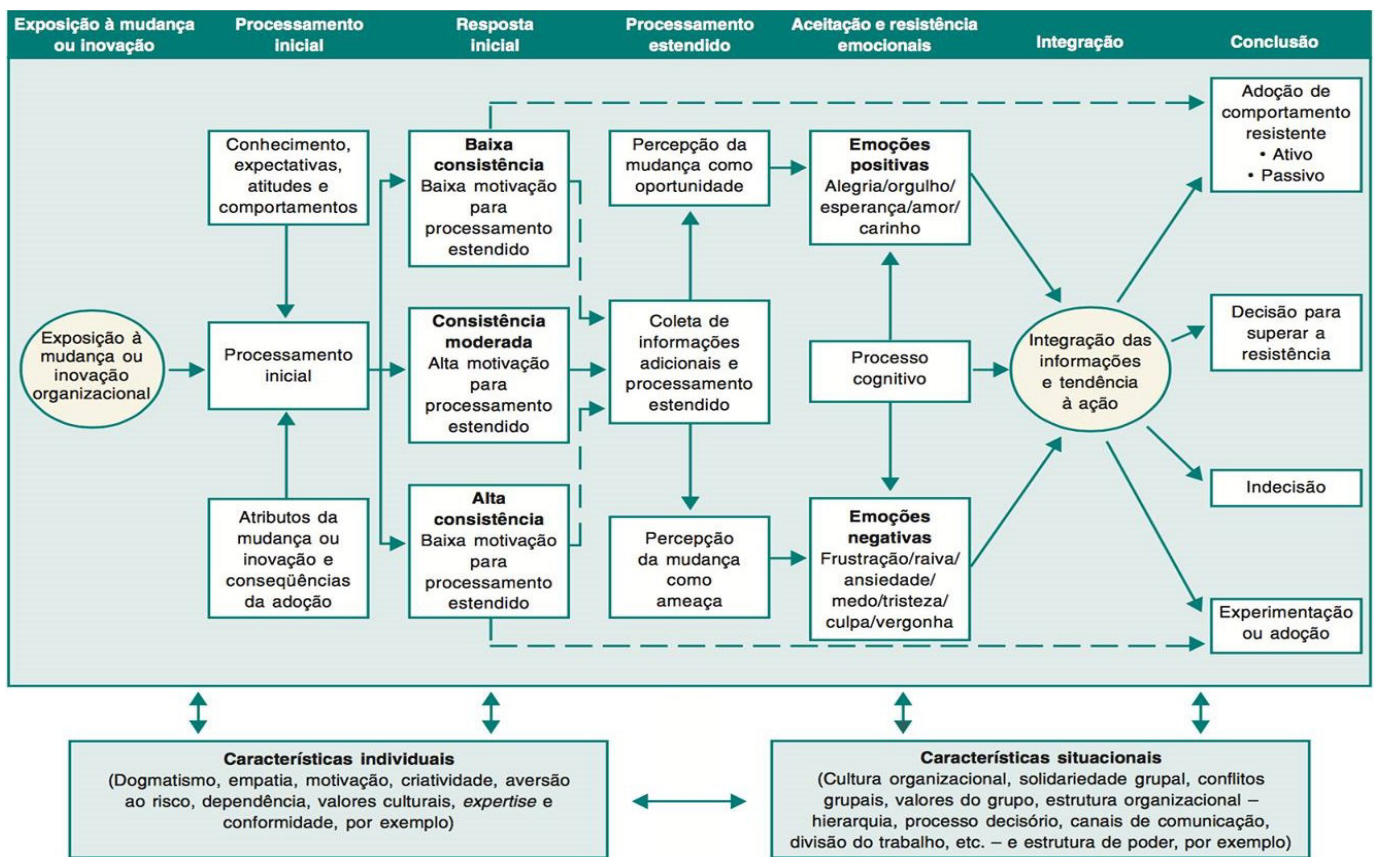 Exposição à mudança
ou inovação
Processamento
inicial
Resposta
inicial
Processamento
estendido
Aceitação e resistência
emocionais
Integração
Conclusão
Exposição à
mudança ou
inovação
organizacional
Conhecimento,
expectativas,
atitudes e
comportamentos
Processamento
inicial
Atributos da
mudança ou
inovação e
conseqüências
da adoção
Baixa
consistência
Baixa motivação
para
processamento
estendido
Consistência
moderada
Alta motivação
para
processamento
estendido
Alta
consistência
Baixa motivação
para
processamento
estendido
Percepção da
mudança como
oportunidade
Coleta de
informações
adicionais e
processamento
estendido
Percepção
da mudança
como
ameaça
Emoções
positivas
Alegria/orgulho/
esperança/amor/
carinho
Processo
cognitivo
Emoções
negativas
Frustração/raiva/
ansiedade/
medo/tristeza/
culpa/vergonha
Integração das
informações
e tendência
à ação
Adoção de
comportamento
resistente
• Ativo
• Passivo
Decisão para
superar a
resistência
Indecisão
Experimentação
ou adoção
Características individuais
(Dogmatismo, empatia, motivação, criatividade, aversão
ao risco, dependência, valores culturais, expertise e
conformidade, por exemplo)
Características situacionais
(Cultura organizacional, solidariedade grupal, conflitos
grupais, valores do grupo, estrutura organizacional –
hierarquia, processo decisório, canais de comunicação,
divisão do trabalho, etc. – e estrutura de poder, por exemplo)